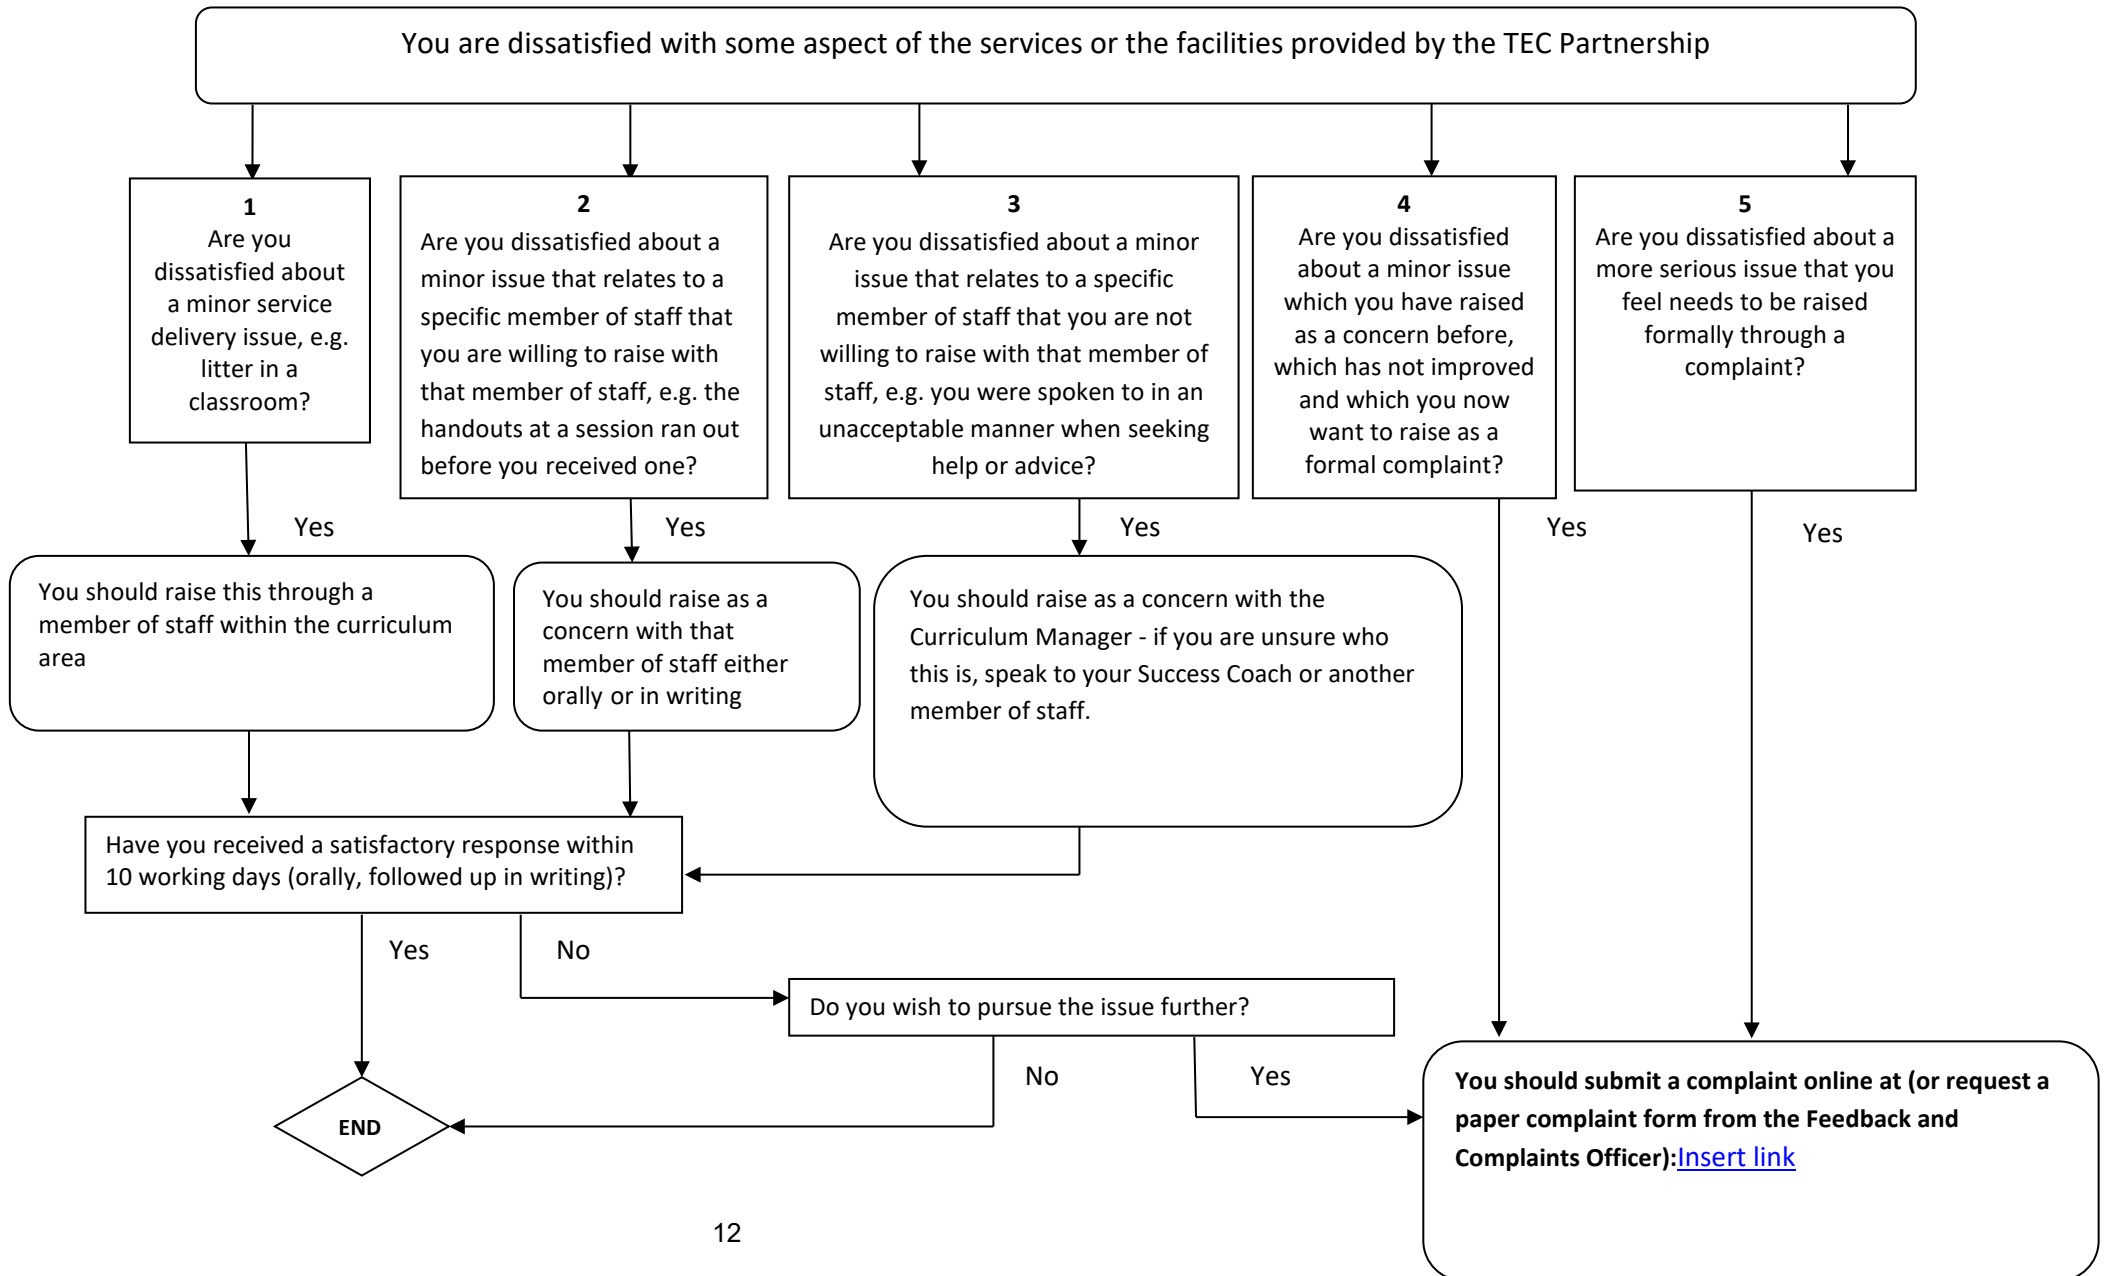 You are dissatisfied with some aspect of the services or the facilities provided by the TEC Partnership
1
Are you
dissatisfied about
a minor service
delivery issue, e.g.
litter in a
classroom?
2
Are you dissatisfied about a
minor issue that relates to a
specific member of staff that
you are willing to raise with
that member of staff, e.g. the
handouts at a session ran out
before you received one?
3
Are you dissatisfied about a minor
issue that relates to a specific
member of staff that you are not
willing to raise with that member of
staff, e.g. you were spoken to in an
unacceptable manner when seeking
help or advice?
4
Are you dissatisfied
about a minor issue
which you have raised
as a concern before,
which has not improved
and which you now
want to raise as a
formal complaint?
5
Are you dissatisfied about a
more serious issue that you
feel needs to be raised
formally through a
complaint?
Yes
Yes
Yes
Yes
Yes
You should raise this through a
member of staff within the curriculum
area
You should raise as a
concern with that
member of staff either
orally or in writing
You should raise as a concern with the
Curriculum Manager - if you are unsure who
this is, speak to your Success Coach or another
member of staff.
Have you received a satisfactory response within
10 working days (orally, followed up in writing)?
Yes
No
Do you wish to pursue the issue further?
No
Yes
END
You should submit a complaint online at (or request a
paper complaint form from the Feedback and
Complaints Officer):Insert link
12